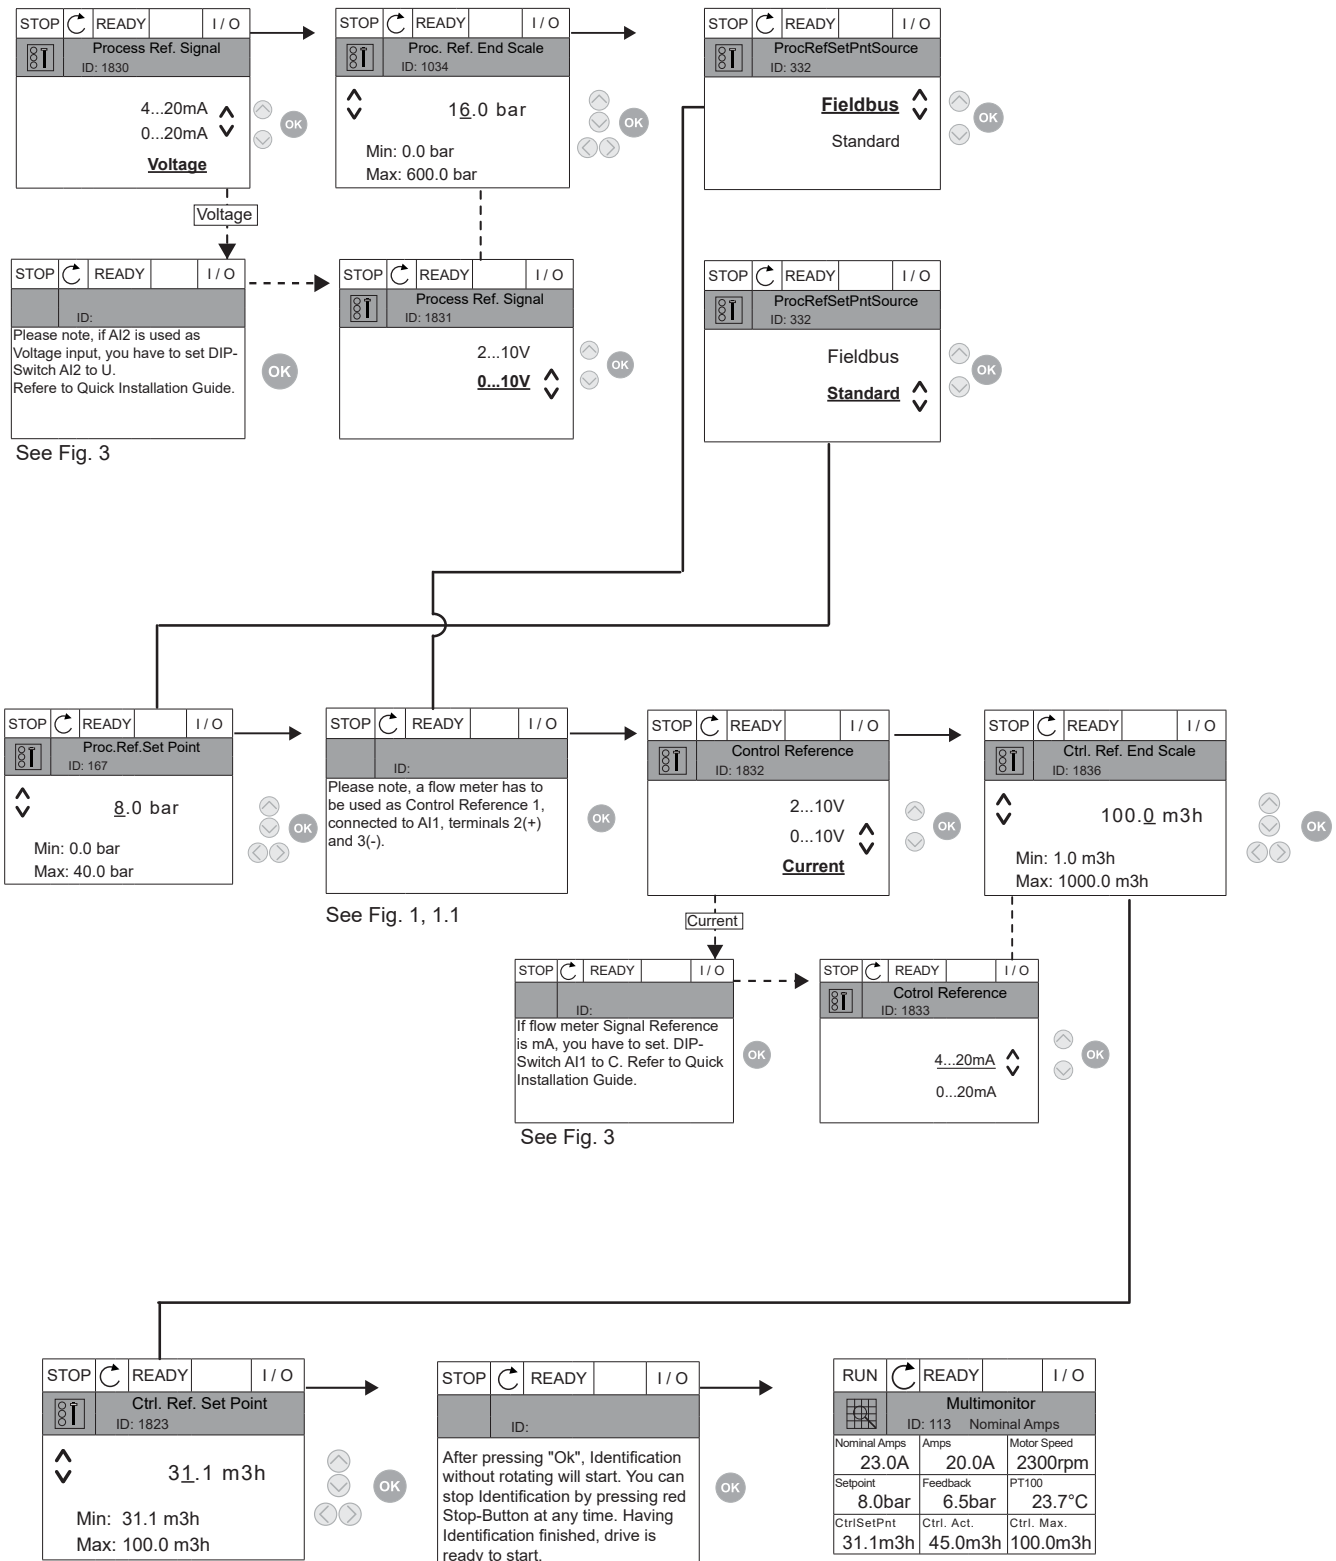 STOP READY I / O
Process Ref. Signal
ID: 1830
4...20mA
0...20mA
Voltage
STOP READY I / O
Proc. Ref. End Scale
ID: 1034
16.0 bar
Min: 0.0 bar
Max: 600.0 bar
OK
OK
STOP READY I / O
ProcRefSetPntSource
ID: 332
Fieldbus
Standard
OK
Voltage
STOP READY I / O
ID:
Please note, if AI2 is used as
Voltage input, you have to set DIP-
Switch AI2 to U.
Refere to Quick Installation Guide.
OK
See Fig. 3
STOP READY I / O
Process Ref. Signal
ID: 1831
2...10V
0...10V
OK
STOP READY I / O
ProcRefSetPntSource
ID: 332
Fieldbus
Standard
OK
STOP READY I / O
Proc.Ref.Set Point
ID: 167
8.0 bar
Min: 0.0 bar
Max: 40.0 bar
OK
STOP READY I / O
ID:
Please note, a flow meter has to
be used as Control Reference 1,
connected to AI1, terminals 2(+)
and 3(-).
OK
See Fig. 1, 1.1
STOP READY I / O
Control Reference
ID: 1832
2...10V
0...10V
Current
OK
STOP READY I / O
Ctrl. Ref. End Scale
ID: 1836
100.0 m3h
Min: 1.0 m3h
Max: 1000.0 m3h
OK
Current
STOP READY I / O
ID:
If flow meter Signal Reference
is mA, you have to set. DIP-
Switch AI1 to C. Refer to Quick
Installation Guide.
OK
See Fig. 3
STOP READY I / O
Cotrol Reference
ID: 1833
4...20mA
0...20mA
OK
STOP READY I / O
Ctrl. Ref. Set Point
ID: 1823
31.1 m3h
Min: 31.1 m3h
Max: 100.0 m3h
OK
STOP READY I / O
ID:
After pressing "Ok", Identification
without rotating will start. You can
stop Identification by pressing red
Stop-Button at any time. Having
Identification finished, drive is
ready to start.
OK
RUN READY I / O
Multimonitor
ID: 113 Nominal Amps
Nominal Amps Amps Motor Speed
23.0A 20.0A 2300rpm
Setpoint Feedback PT100
8.0bar 6.5bar 23.7°C
CtrlSetPnt Ctrl. Act. Ctrl. Max.
31.1m3h 45.0m3h 100.0m3h